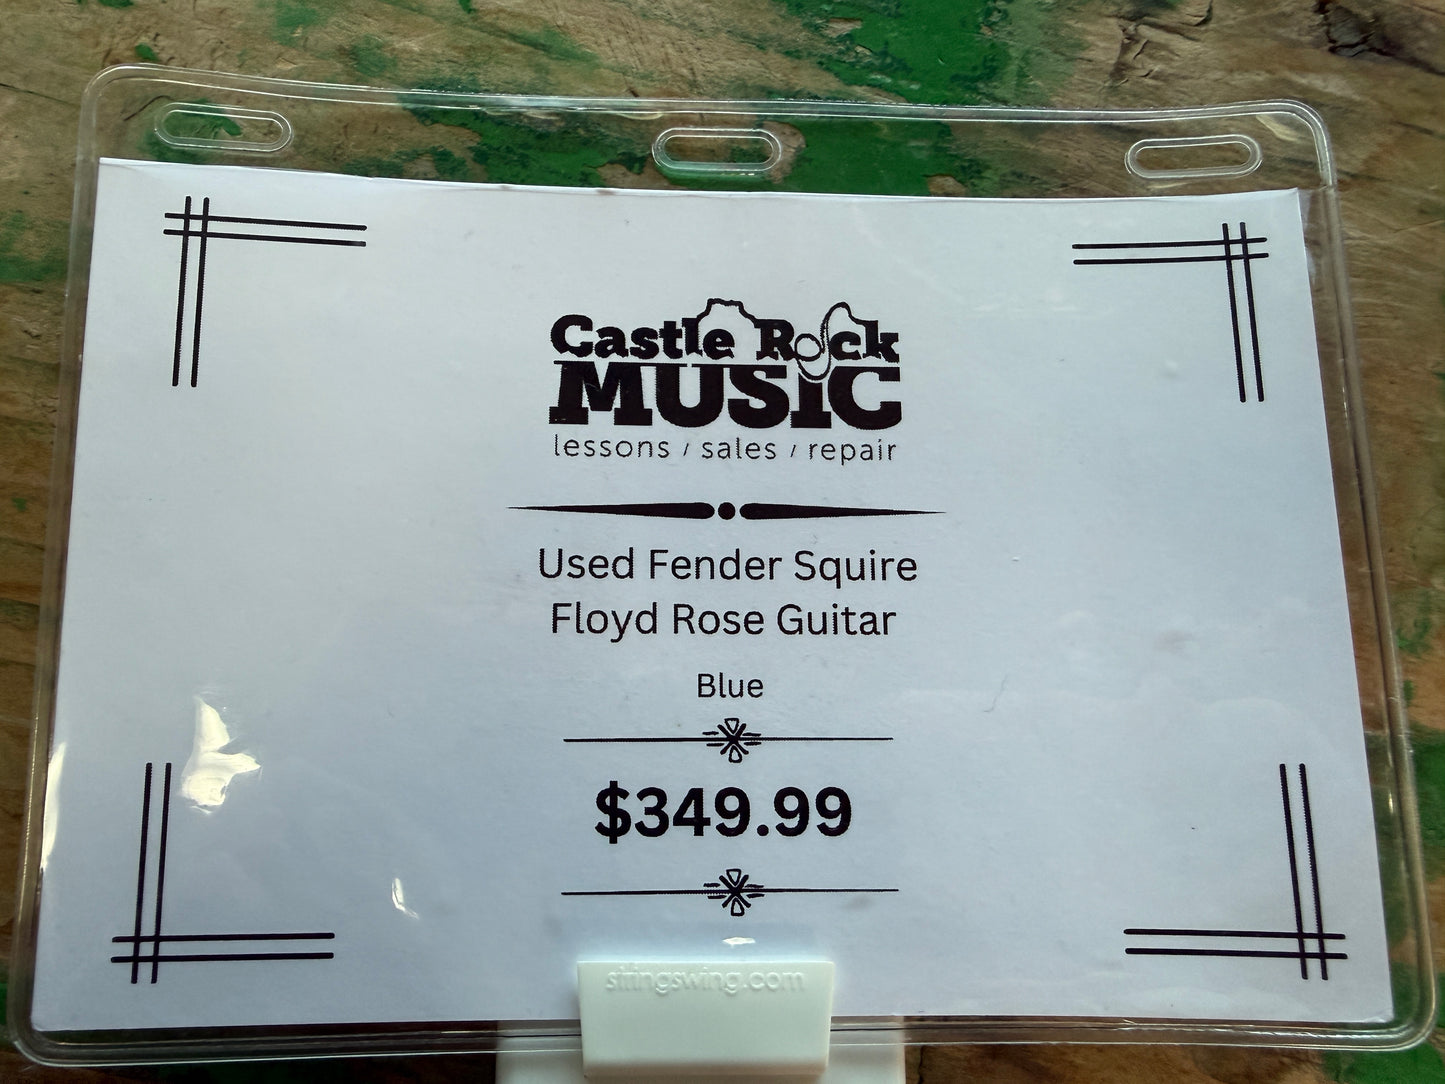 Castle Rock
MUSIC
lessons / sales / repair
Used Fender Squire
Floyd Rose Guitar
Blue
$349.99
stringswing.com